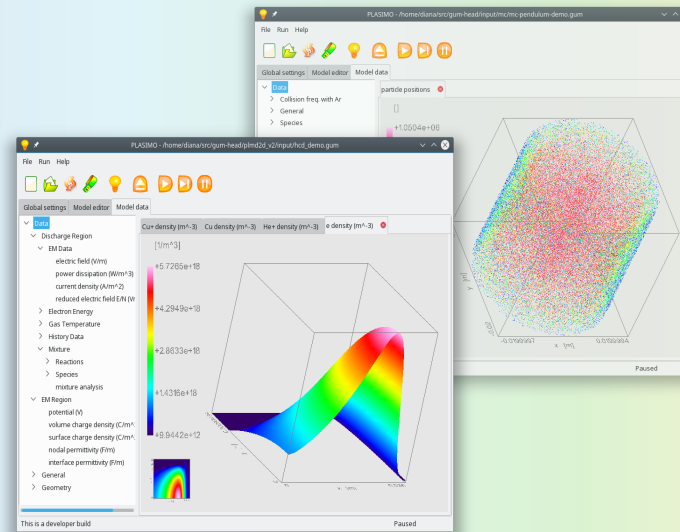 PLASIMO - /home/diana/src/gum-head/input/mc/mc-pendulum-demo.gum
File Run Help
Global settings Model editor Model data
Data
Collision freq. with Ar
General
Species
particle positions
[]
+1.0504e+06
Paused
PLASIMO - /home/diana/src/gum-head/plmd2d_v2/input/hcd_demo.gum
File Run Help
Global settings Model editor Model data
Data
Discharge Region
EM Data
electric field (V/m)
power dissipation (W/m^3)
current density (A/m^2)
reduced electric field E/N (V
Electron Energy
Gas Temperature
History Data
Mixture
Reactions
Species
mixture analysis
EM Region
potential (V)
volume charge density (C/m^
surface charge density (C/m^
nodal permittivity (F/m)
interface permittivity (F/m)
General
Geometry
Cu+ density (m^-3) Cu density (m^-3) He+ density (m^-3) e density (m^-3)
[1/m^3]
+5.7265e+18
+4.2949e+18
+2.8633e+18
+1.4316e+18
+9.9442e+12
This is a developer build
Paused